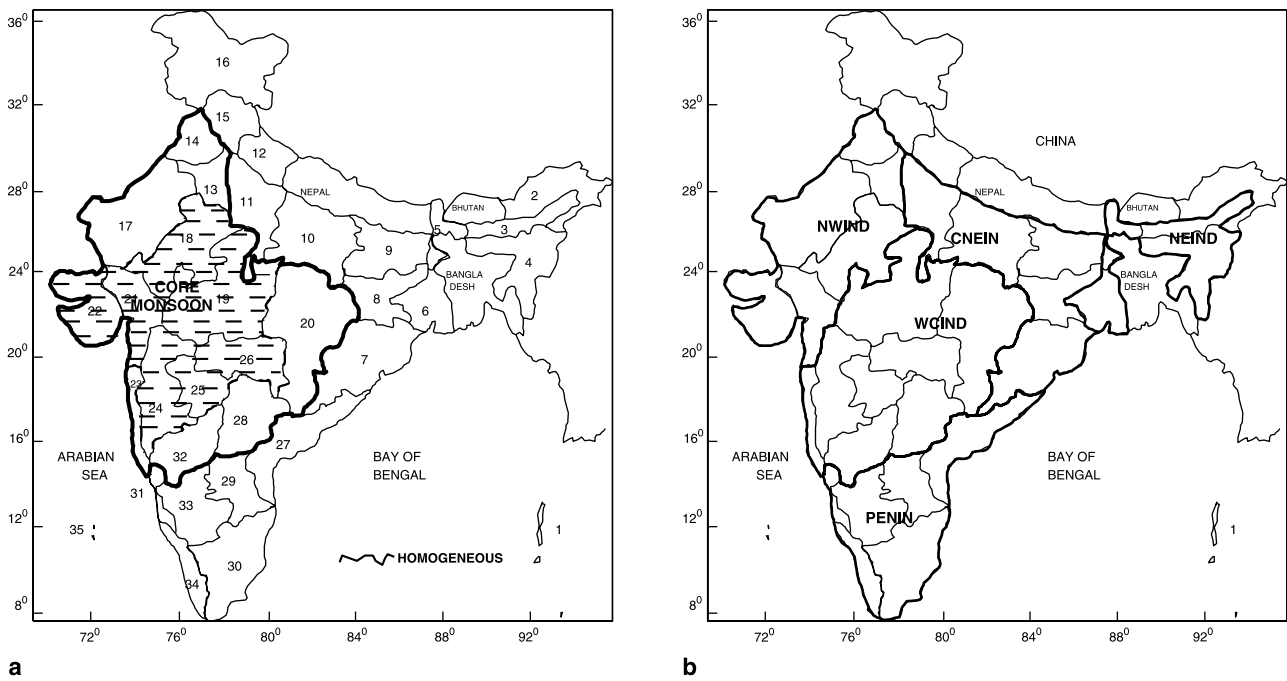 36⁰
32⁰
28⁰
24⁰
20⁰
16⁰
12⁰
8⁰
16
15
14
12
13
11
NEPAL
2
BHUTAN
17
18
10
5
3
9
4
CORE
MONSOON
BANGLA
DESH
21
19
22
8
6
20
7
26
23
25
24
28
27
32
ARABIAN
SEA
BAY OF
BENGAL
31
29
33
35
1
HOMOGENEOUS
30
34
72⁰
76⁰
80⁰
84⁰
88⁰
92⁰
a
36⁰
32⁰
28⁰
24⁰
20⁰
16⁰
12⁰
8⁰
CHINA
NEPAL
BHUTAN
NWIND
CNEIN
NEIND
BANGLA
DESH
WCIND
ARABIAN
SEA
BAY OF
BENGAL
PENIN
1
72⁰
76⁰
80⁰
84⁰
88⁰
92⁰
b